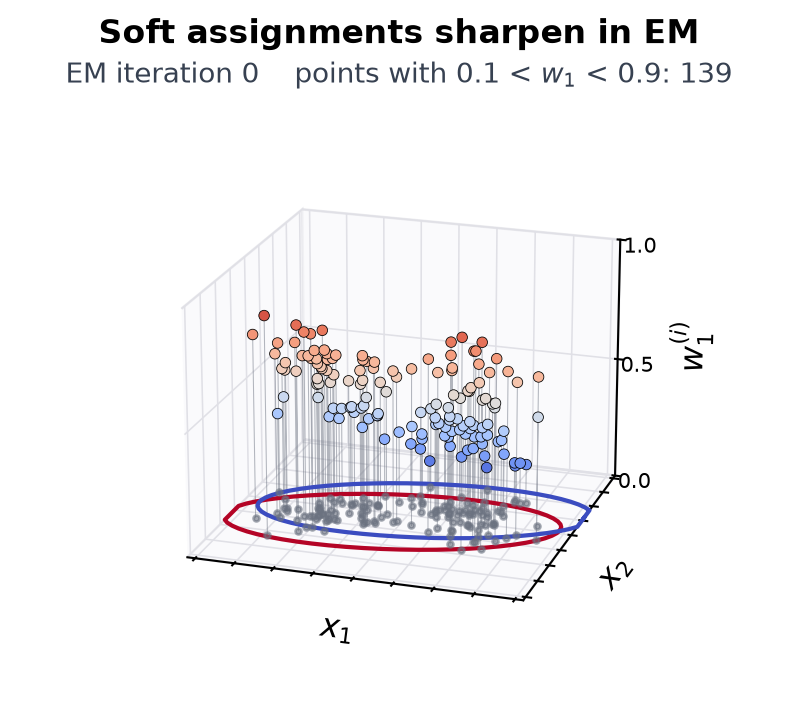 Soft assignments sharpen in EM
EM iteration 0    points with 0.1 < w₁ < 0.9: 139
1.0
0.5
0.0
w₁⁽ⁱ⁾
x₂
x₁